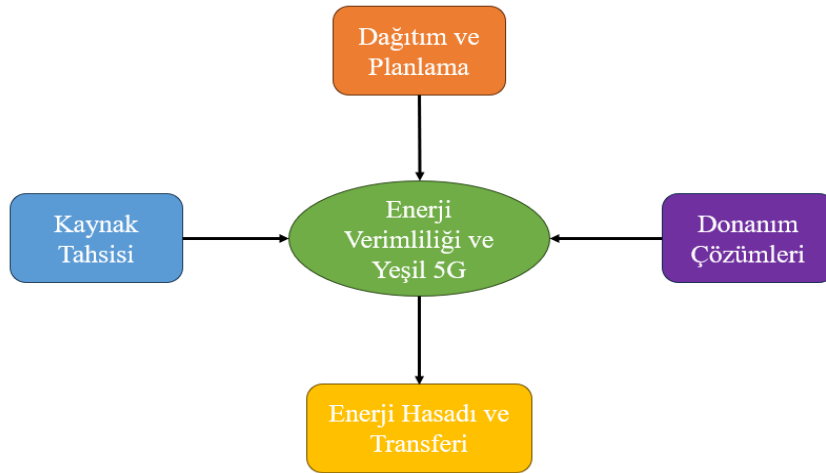 Dağıtım ve
Planlama
Kaynak
Tahsisi
Enerji
Verimliliği ve
Yeşil 5G
Donanım
Çözümleri
Enerji Hasadı ve
Transferi